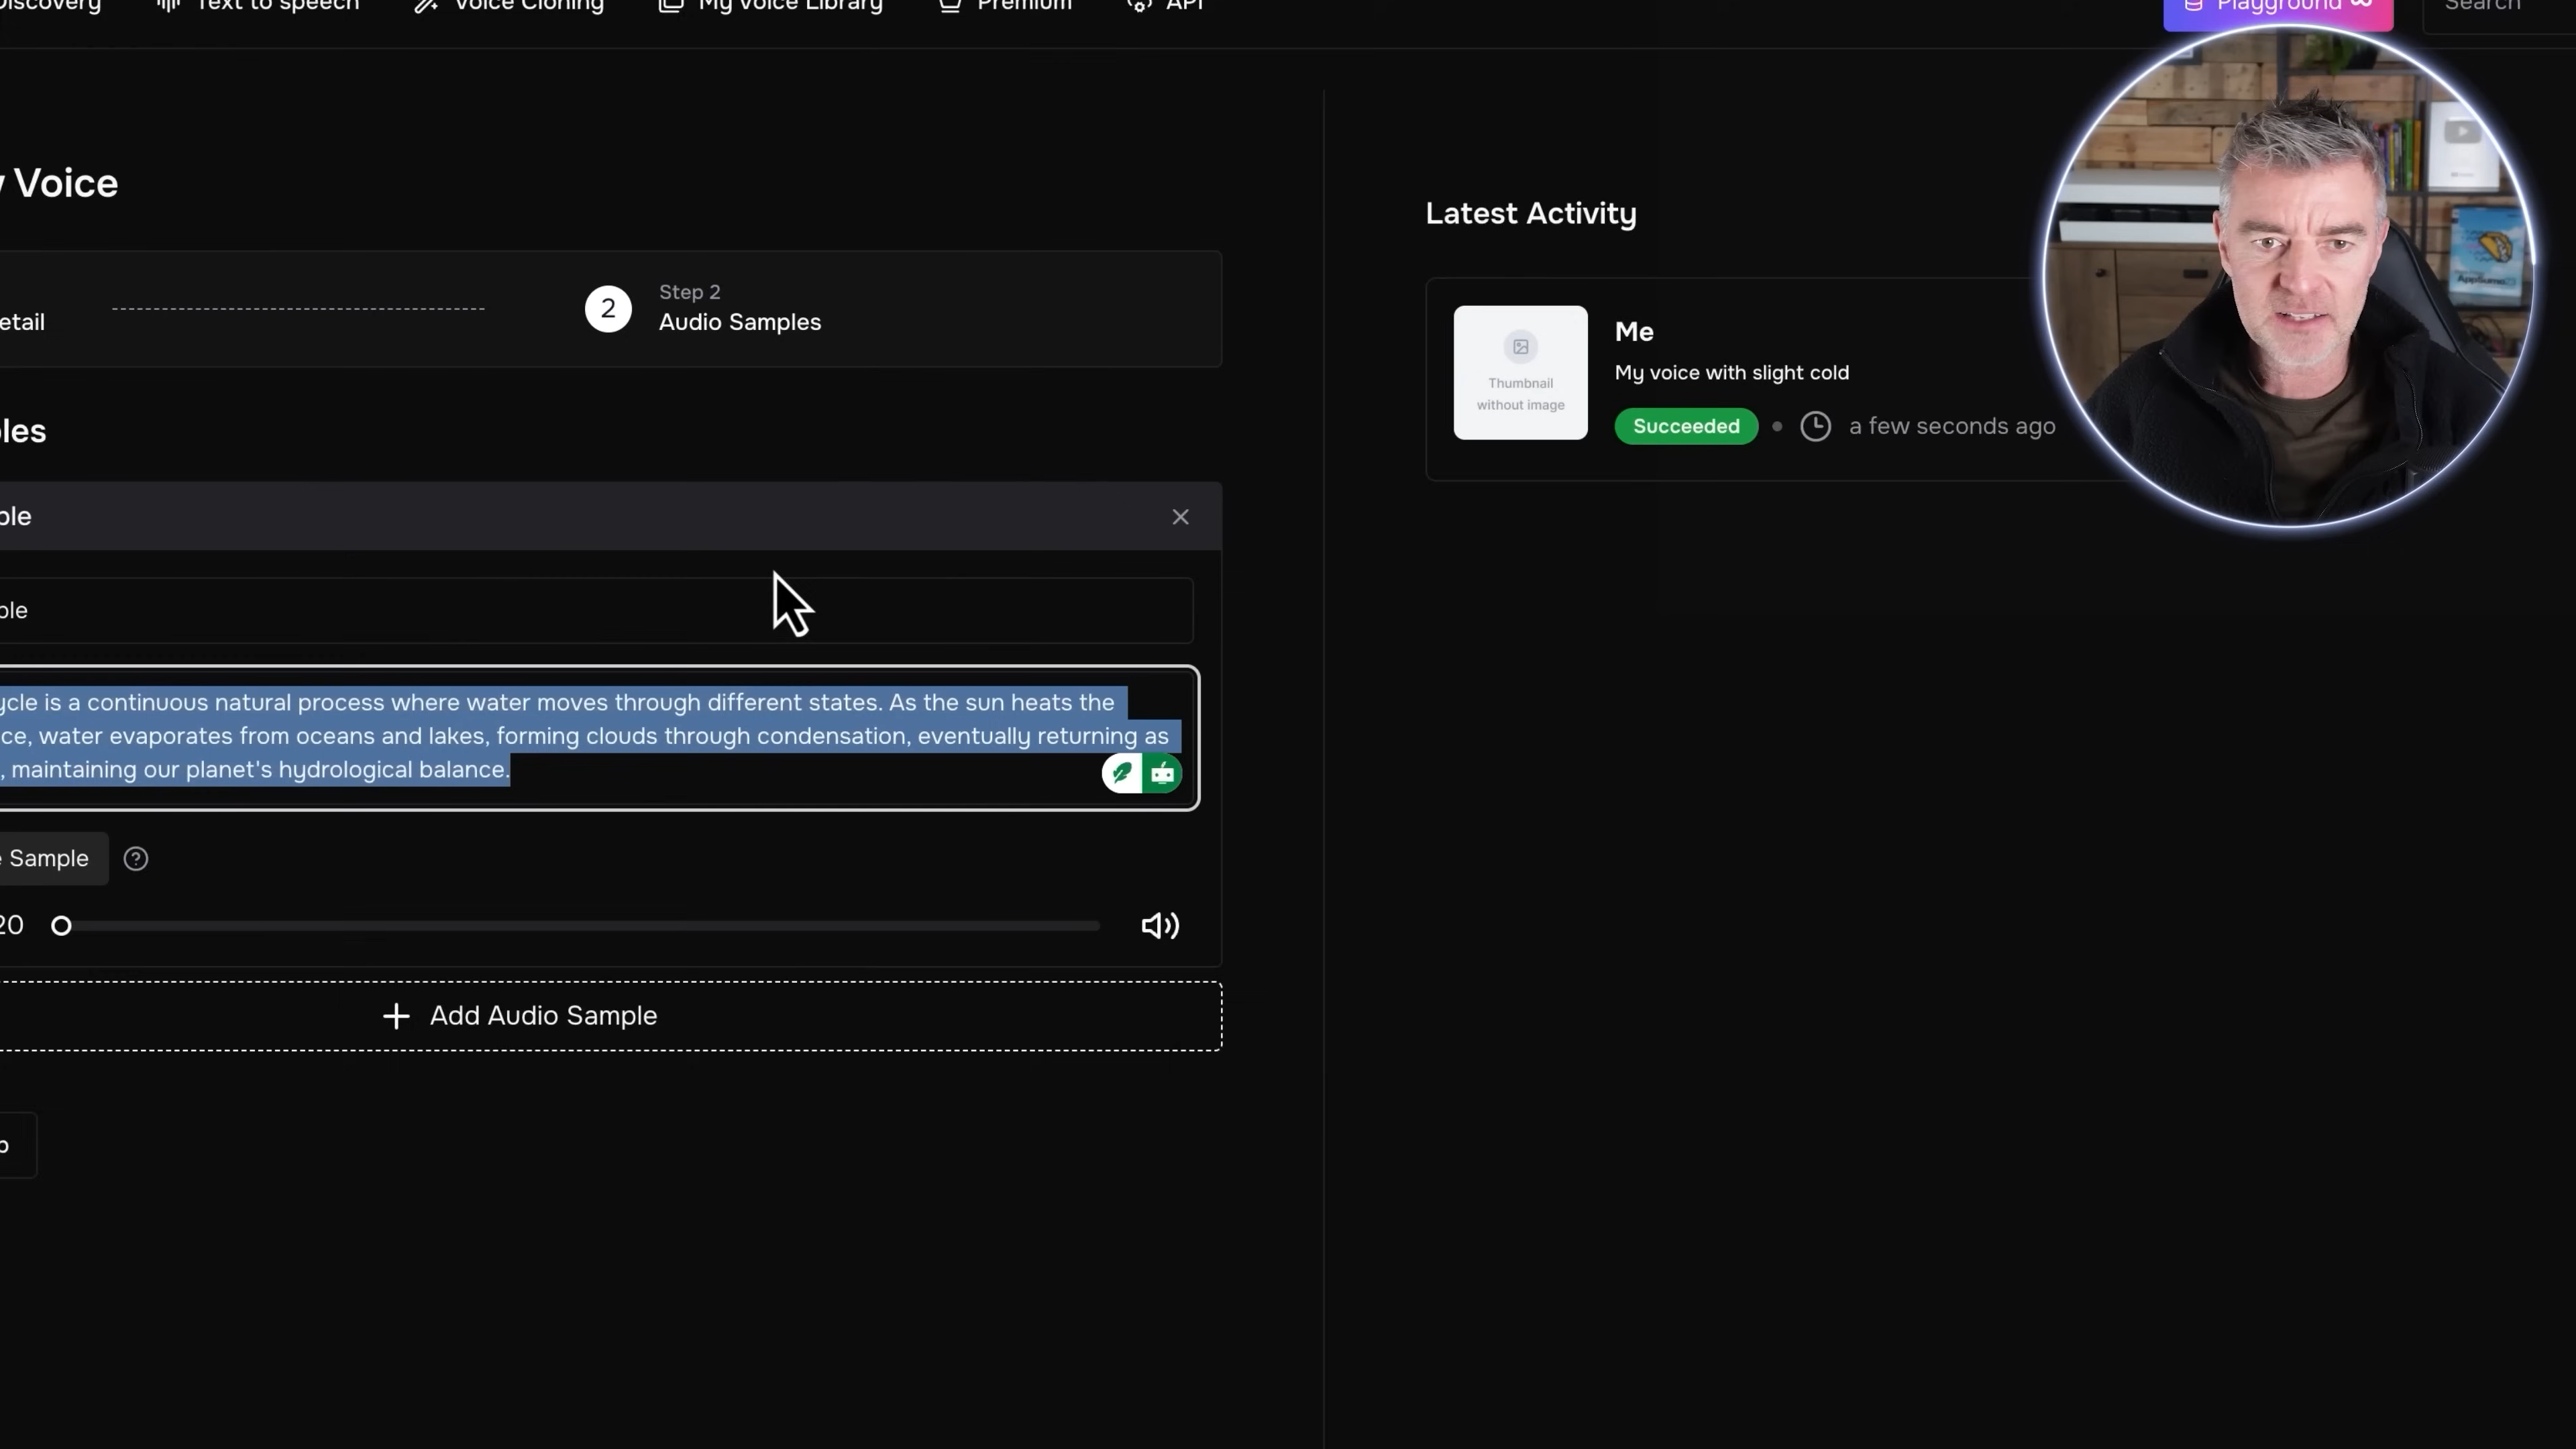 Discovery Text to speech Voice Cloning My Voice Library Premium API Playground Search
Voice
Latest Activity
2 Step 2
etail Audio Samples
Me
My voice with slight cold
Thumbnail
without image
Succeeded • a few seconds ago
ples
ple
ple
ycle is a continuous natural process where water moves through different states. As the sun heats the
ce, water evaporates from oceans and lakes, forming clouds through condensation, eventually returning as
, maintaining our planet's hydrological balance.
e Sample
20
+ Add Audio Sample
p
AppSumo